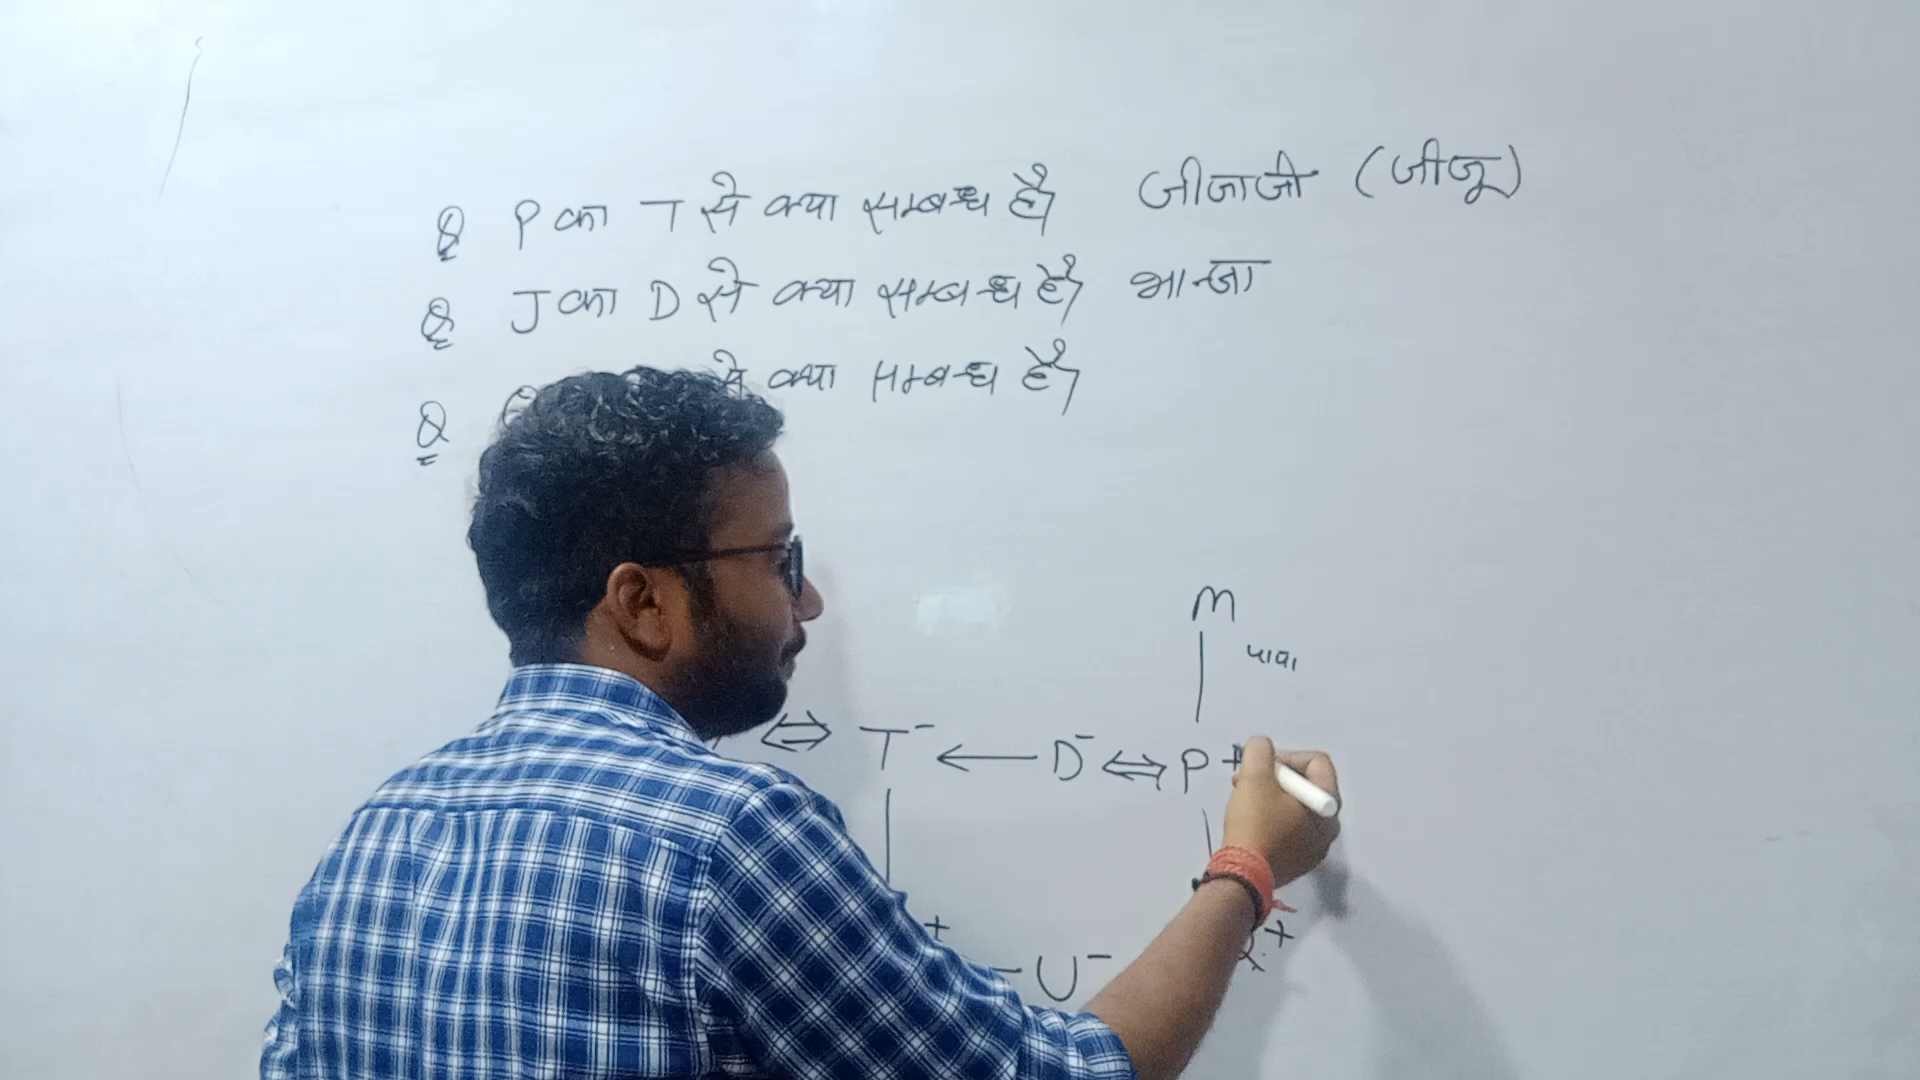 Q P का T से क्या सम्बन्ध है जीजाजी (जीजू)
Q J का D से क्या सम्बन्ध है भान्जा
Q से क्या सम्बन्ध है
M
पापा
⇔ T⁻ ← D⁻ ⇔ P +
+ U⁻ +